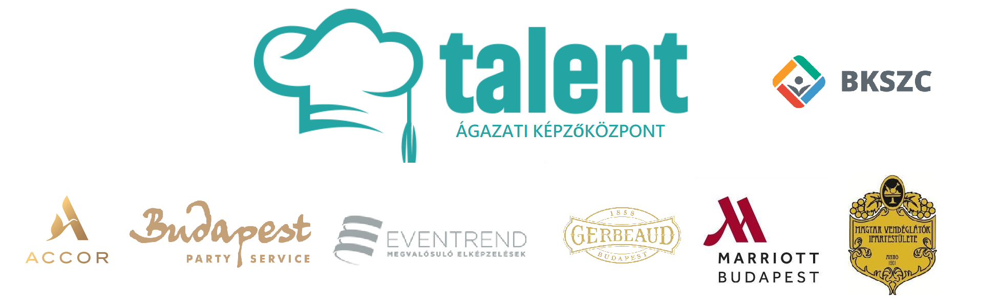 talent
ÁGAZATI KÉPZőKÖZPONT
BKSZC
ACCOR
Budapest
PARTY SERVICE
EVENTREND
MEGVALÓSULÓ ELKÉPZELÉSEK
1858
GERBEAUD
BUDAPEST
MARRIOTT
BUDAPEST
MAGYAR VENDÉGLÁTÓK
IPARTESTÜLETE
ANNO
1901